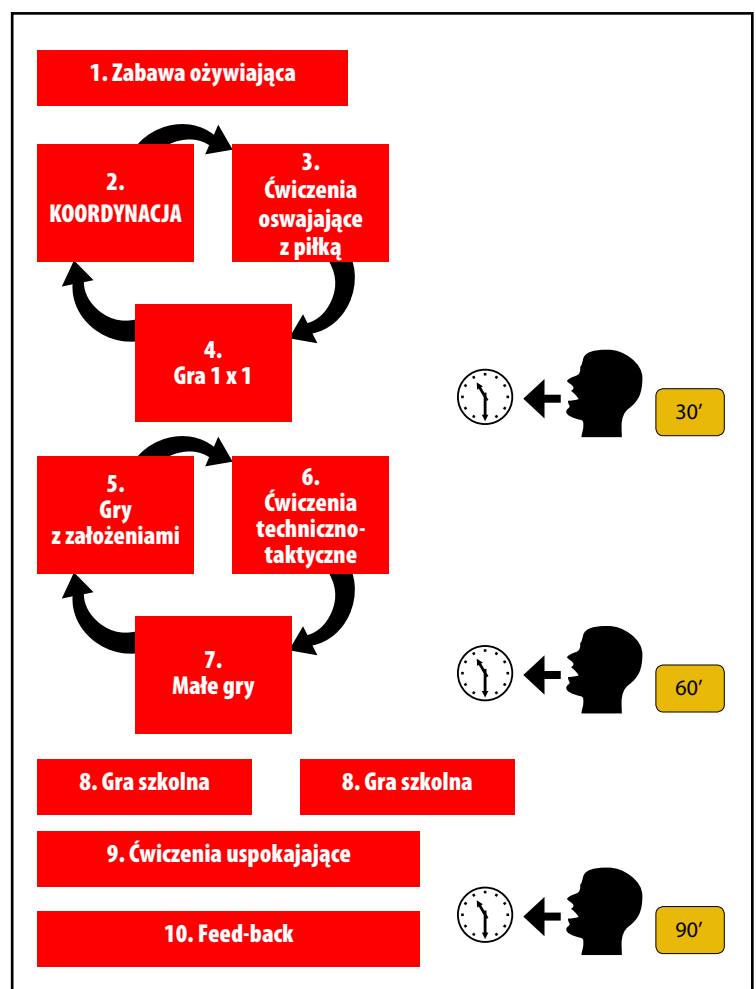 1. Zabawa ożywiająca
2.
KOORDYNACJA
3.
Ćwiczenia
oswajające
z piłką
4.
Gra 1 x 1
30’
5.
Gry
z założeniami
6.
Ćwiczenia
techniczno-
taktyczne
7.
Małe gry
60’
8. Gra szkolna
8. Gra szkolna
9. Ćwiczenia uspokajające
10. Feed-back
90’